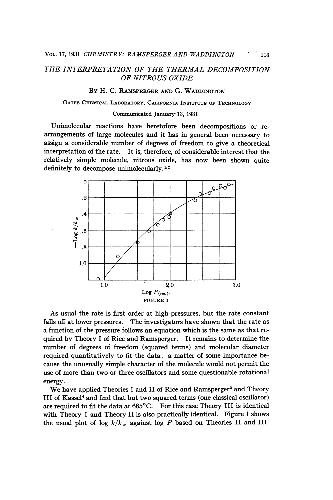 VOL. 17, 1931 CHEMISTRY: RAMSPERGER AND WADDINGTON 103
THE INTERPRETATION OF THE THERMAL DECOMPOSITION
OF NITROUS OXIDE
BY H. C. RAMSPERGER AND G. WADDINGTON
GATES CHEMICAL LABORATORY, CALIFORNIA INSTITUTE OF TECHNOLOGY
Communicated January 13, 1931
Unimolecular reactions have heretofore been decompositions or re-
arrangements of large molecules and it has in general been necessary to
assign a considerable number of degrees of freedom to give a theoretical
interpretation of the rate. It is, therefore, of considerable interest that the
relatively simple molecule, nitrous oxide, has now been shown quite
definitely to decompose unimolecularly.
0
.2
.4
.6
.8
1.0
—log k/k∞
1.0 2.0 3.0
Log P(mm).
FIGURE 1
As usual the rate is first order at high pressures, but the rate constant
falls off at lower pressures. The investigators have shown that the rate as
a function of the pressure follows an equation which is the same as that re-
quired by Theory I of Rice and Ramsperger. It remains to determine the
number of degrees of freedom (squared terms) and molecular diameter
required quantitatively to fit the data: a matter of some importance be-
cause the unusually simple character of the molecule would not permit the
use of more than two or three oscillators and some questionable rotational
energy.
We have applied Theories I and II of Rice and Ramsperger³ and Theory
III of Kassel⁴ and find that but two squared terms (one classical oscillator)
are required to fit the data at 665°C. For this case Theory III is identical
with Theory I and Theory II is also practically identical. Figure 1 shows
the usual plot of log k/k∞ against log P based on Theories II and III